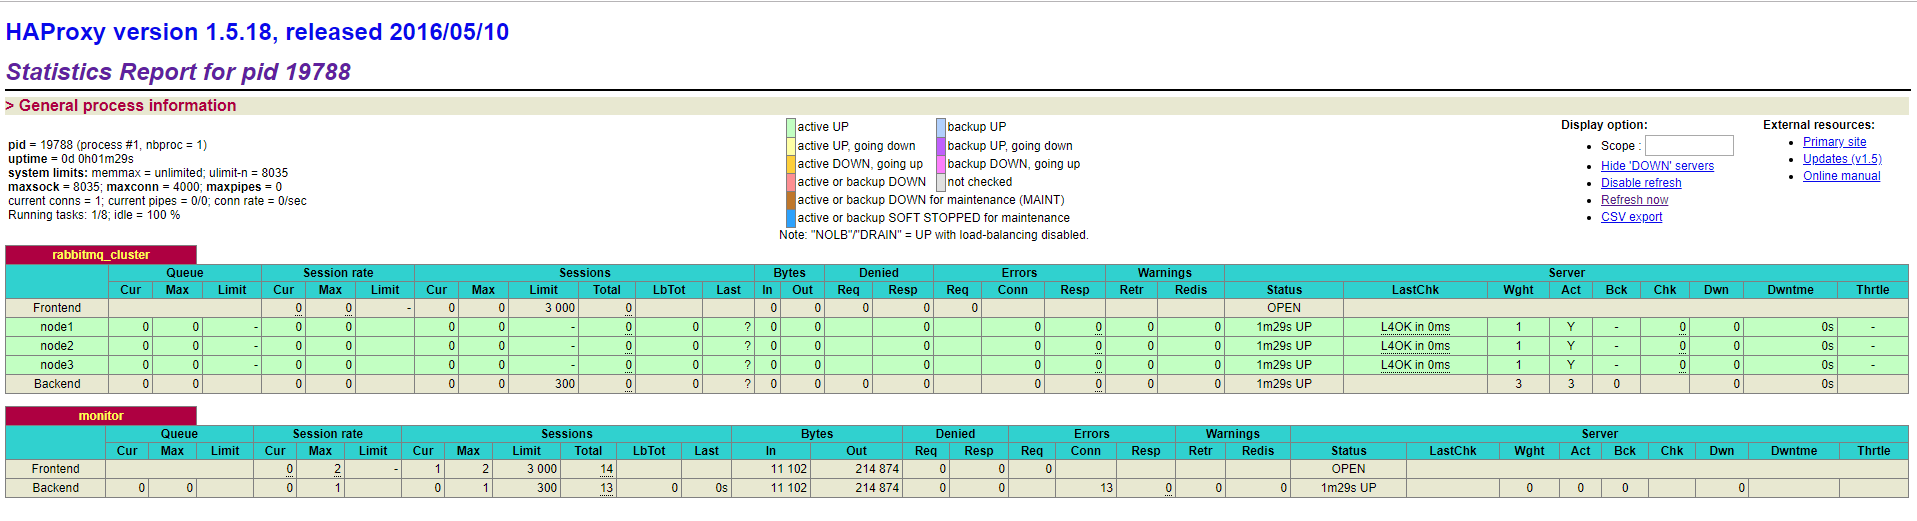 HAProxy version 1.5.18, released 2016/05/10
Statistics Report for pid 19788
> General process information
pid = 19788 (process #1, nbproc = 1)
uptime = 0d 0h01m29s
system limits: memmax = unlimited; ulimit-n = 8035
maxsock = 8035; maxconn = 4000; maxpipes = 0
current conns = 1; current pipes = 0/0; conn rate = 0/sec
Running tasks: 1/8; idle = 100 %
active UP backup UP
active UP, going down backup UP, going down
active DOWN, going up backup DOWN, going up
active or backup DOWN not checked
active or backup DOWN for maintenance (MAINT)
active or backup SOFT STOPPED for maintenance
Note: "NOLB"/"DRAIN" = UP with load-balancing disabled.
Display option:
Scope :
Hide 'DOWN' servers
Disable refresh
Refresh now
CSV export
External resources:
Primary site
Updates (v1.5)
Online manual
rabbitmq_cluster
Queue Session rate Sessions Bytes Denied Errors Warnings Server
Cur Max Limit Cur Max Limit Cur Max Limit Total LbTot Last In Out Req Resp Req Conn Resp Retr Redis Status LastChk Wght Act Bck Chk Dwn Dwntme Thrtle
Frontend 0 0 - 0 0 3 000 0 0 0 0 0 0 OPEN
node1 0 0 - 0 0 0 0 - 0 0 ? 0 0 0 0 0 0 0 1m29s UP L4OK in 0ms 1 Y - 0 0 0s -
node2 0 0 - 0 0 0 0 - 0 0 ? 0 0 0 0 0 0 0 1m29s UP L4OK in 0ms 1 Y - 0 0 0s -
node3 0 0 - 0 0 0 0 - 0 0 ? 0 0 0 0 0 0 0 1m29s UP L4OK in 0ms 1 Y - 0 0 0s -
Backend 0 0 0 0 0 0 300 0 0 ? 0 0 0 0 0 0 0 0 1m29s UP 3 3 0 0 0s
monitor
Queue Session rate Sessions Bytes Denied Errors Warnings Server
Cur Max Limit Cur Max Limit Cur Max Limit Total LbTot Last In Out Req Resp Req Conn Resp Retr Redis Status LastChk Wght Act Bck Chk Dwn Dwntme Thrtle
Frontend 0 2 - 1 2 3 000 14 11 102 214 874 0 0 0 OPEN
Backend 0 0 0 1 0 1 300 13 0 0s 11 102 214 874 0 0 13 0 0 0 1m29s UP 0 0 0 0